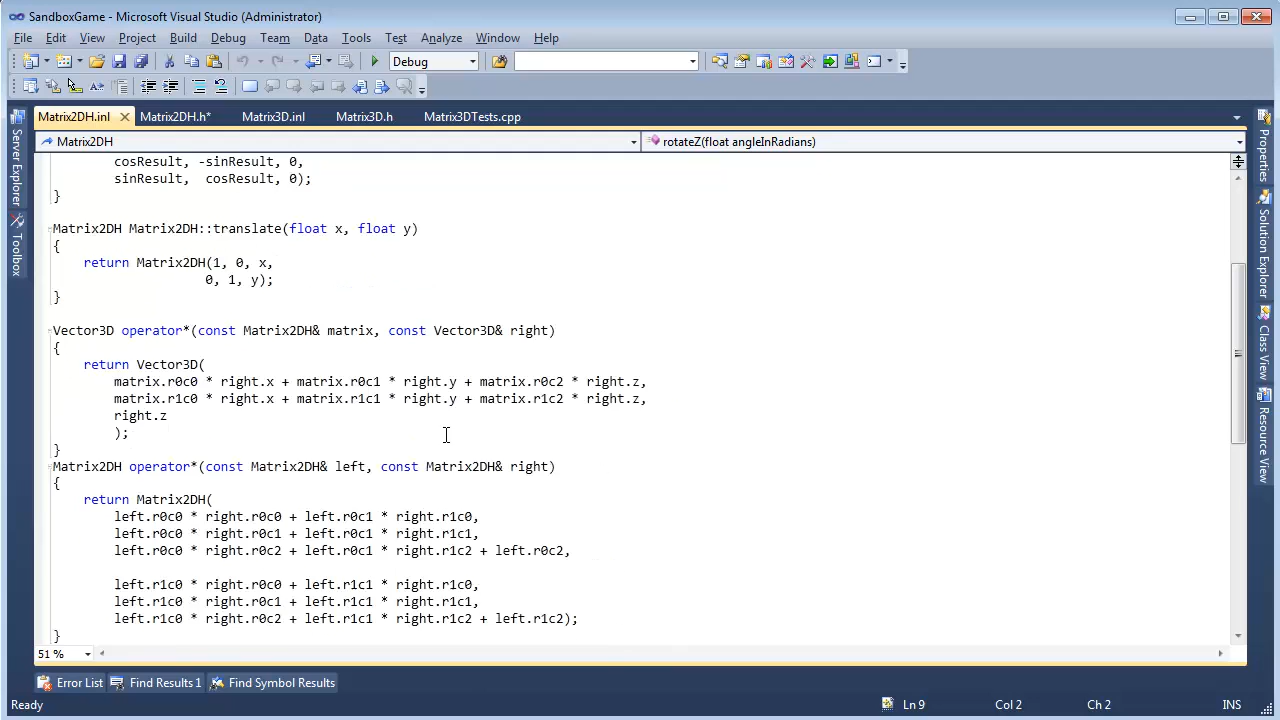 SandboxGame - Microsoft Visual Studio (Administrator)
File Edit View Project Build Debug Team Data Tools Test Analyze Window Help
Debug
Matrix2DH.inl Matrix2DH.h* Matrix3D.inl Matrix3D.h Matrix3DTests.cpp
Matrix2DH rotateZ(float angleInRadians)
cosResult, -sinResult, 0,
sinResult, cosResult, 0);
}
Matrix2DH Matrix2DH::translate(float x, float y)
{
return Matrix2DH(1, 0, x,
0, 1, y);
}
Vector3D operator*(const Matrix2DH& matrix, const Vector3D& right)
{
return Vector3D(
matrix.r0c0 * right.x + matrix.r0c1 * right.y + matrix.r0c2 * right.z,
matrix.r1c0 * right.x + matrix.r1c1 * right.y + matrix.r1c2 * right.z,
right.z
);
}
Matrix2DH operator*(const Matrix2DH& left, const Matrix2DH& right)
{
return Matrix2DH(
left.r0c0 * right.r0c0 + left.r0c1 * right.r1c0,
left.r0c0 * right.r0c1 + left.r0c1 * right.r1c1,
left.r0c0 * right.r0c2 + left.r0c1 * right.r1c2 + left.r0c2,
left.r1c0 * right.r0c0 + left.r1c1 * right.r1c0,
left.r1c0 * right.r0c1 + left.r1c1 * right.r1c1,
left.r1c0 * right.r0c2 + left.r1c1 * right.r1c2 + left.r1c2);
}
51 %
Server Explorer
Toolbox
Properties
Solution Explorer
Class View
Resource View
Error List Find Results 1 Find Symbol Results
Ready Ln 9 Col 2 Ch 2 INS